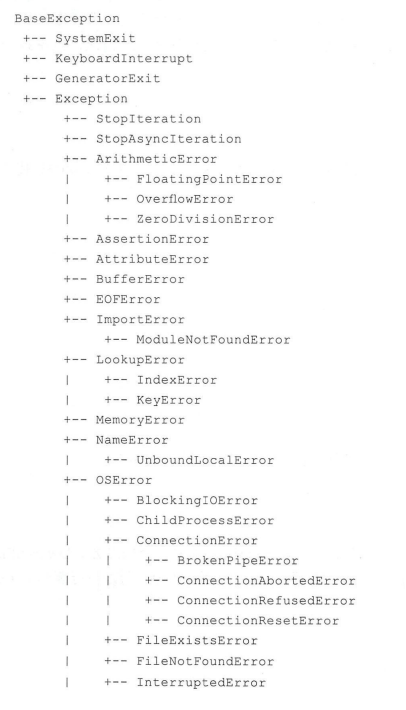 BaseException
 +-- SystemExit
 +-- KeyboardInterrupt
 +-- GeneratorExit
 +-- Exception
      +-- StopIteration
      +-- StopAsyncIteration
      +-- ArithmeticError
      |    +-- FloatingPointError
      |    +-- OverflowError
      |    +-- ZeroDivisionError
      +-- AssertionError
      +-- AttributeError
      +-- BufferError
      +-- EOFError
      +-- ImportError
           +-- ModuleNotFoundError
      +-- LookupError
      |    +-- IndexError
      |    +-- KeyError
      +-- MemoryError
      +-- NameError
      |    +-- UnboundLocalError
      +-- OSError
      |    +-- BlockingIOError
      |    +-- ChildProcessError
      |    +-- ConnectionError
      |    |    +-- BrokenPipeError
      |    |    +-- ConnectionAbortedError
      |    |    +-- ConnectionRefusedError
      |    |    +-- ConnectionResetError
      |    +-- FileExistsError
      |    +-- FileNotFoundError
      |    +-- InterruptedError